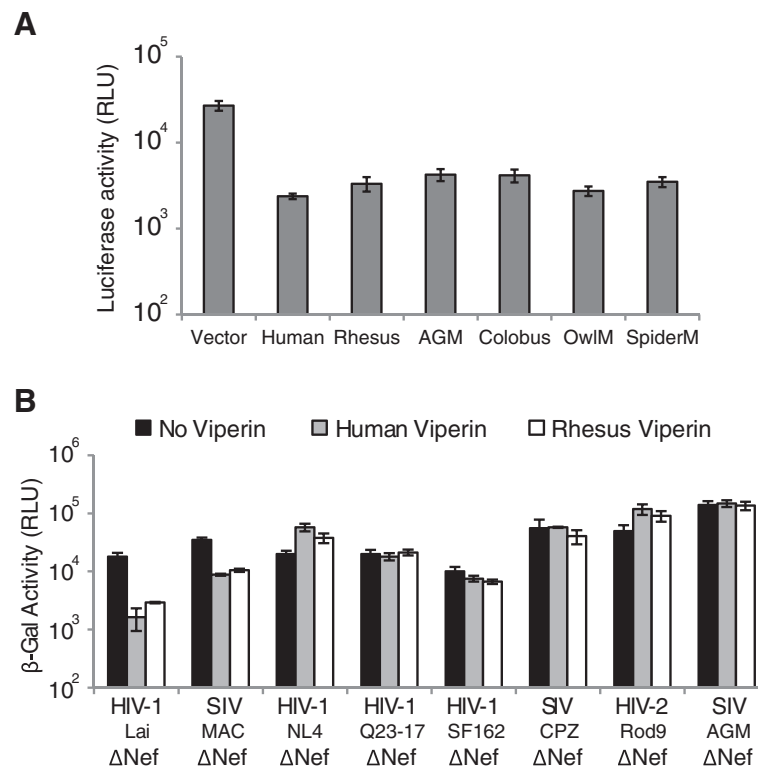 A
Luciferase activity (RLU)
10^5
10^4
10^3
10^2
Vector Human Rhesus AGM Colobus OwlM SpiderM
B
No Viperin Human Viperin Rhesus Viperin
β-Gal Activity (RLU)
10^6
10^5
10^4
10^3
10^2
HIV-1 SIV HIV-1 HIV-1 HIV-1 SIV HIV-2 SIV
Lai MAC NL4 Q23-17 SF162 CPZ Rod9 AGM
ΔNef ΔNef ΔNef ΔNef ΔNef ΔNef ΔNef ΔNef